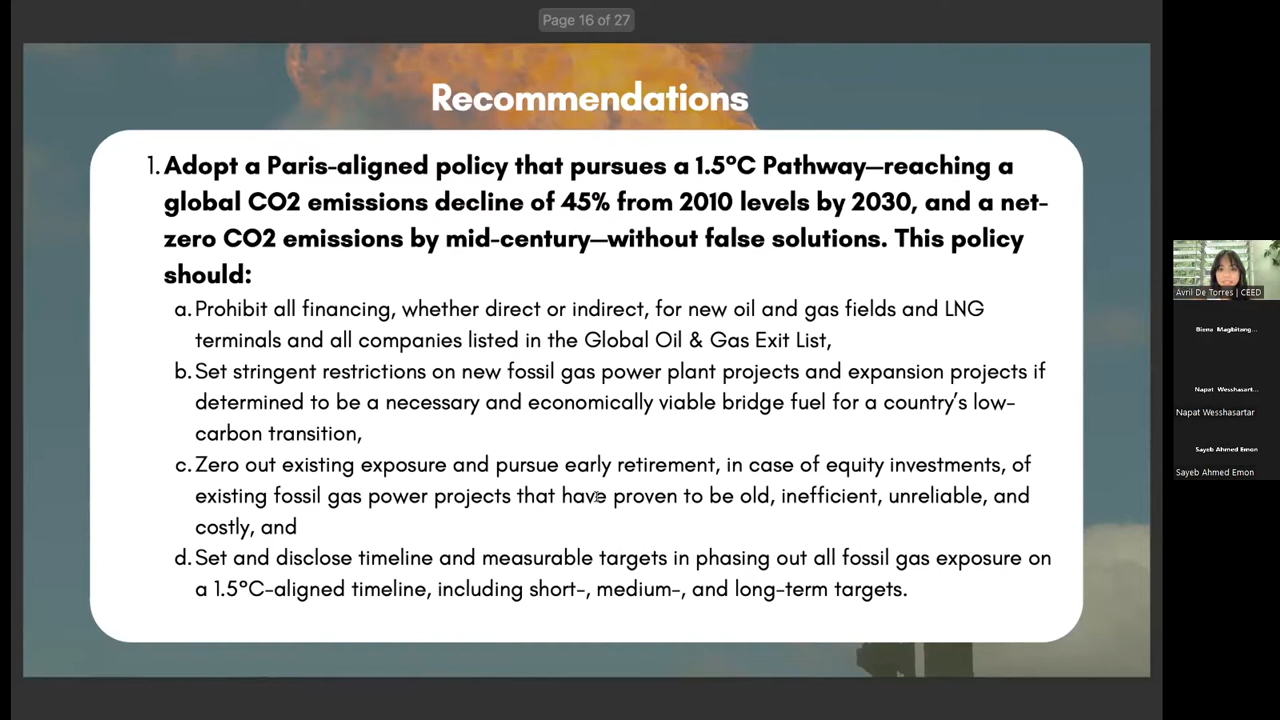 Page 16 of 27
Recommendations
1. Adopt a Paris-aligned policy that pursues a 1.5°C Pathway—reaching a
global CO2 emissions decline of 45% from 2010 levels by 2030, and a net-
zero CO2 emissions by mid-century—without false solutions. This policy
should:
a. Prohibit all financing, whether direct or indirect, for new oil and gas fields and LNG
terminals and all companies listed in the Global Oil & Gas Exit List,
b. Set stringent restrictions on new fossil gas power plant projects and expansion projects if
determined to be a necessary and economically viable bridge fuel for a country's low-
carbon transition,
c. Zero out existing exposure and pursue early retirement, in case of equity investments, of
existing fossil gas power projects that have proven to be old, inefficient, unreliable, and
costly, and
d. Set and disclose timeline and measurable targets in phasing out all fossil gas exposure on
a 1.5°C-aligned timeline, including short-, medium-, and long-term targets.
Avril De Torres | CEED
Biena Magbitang...
Napat Wesshasart...
Napat Wesshasartar
Sayeb Ahmed Emon
Sayeb Ahmed Emon